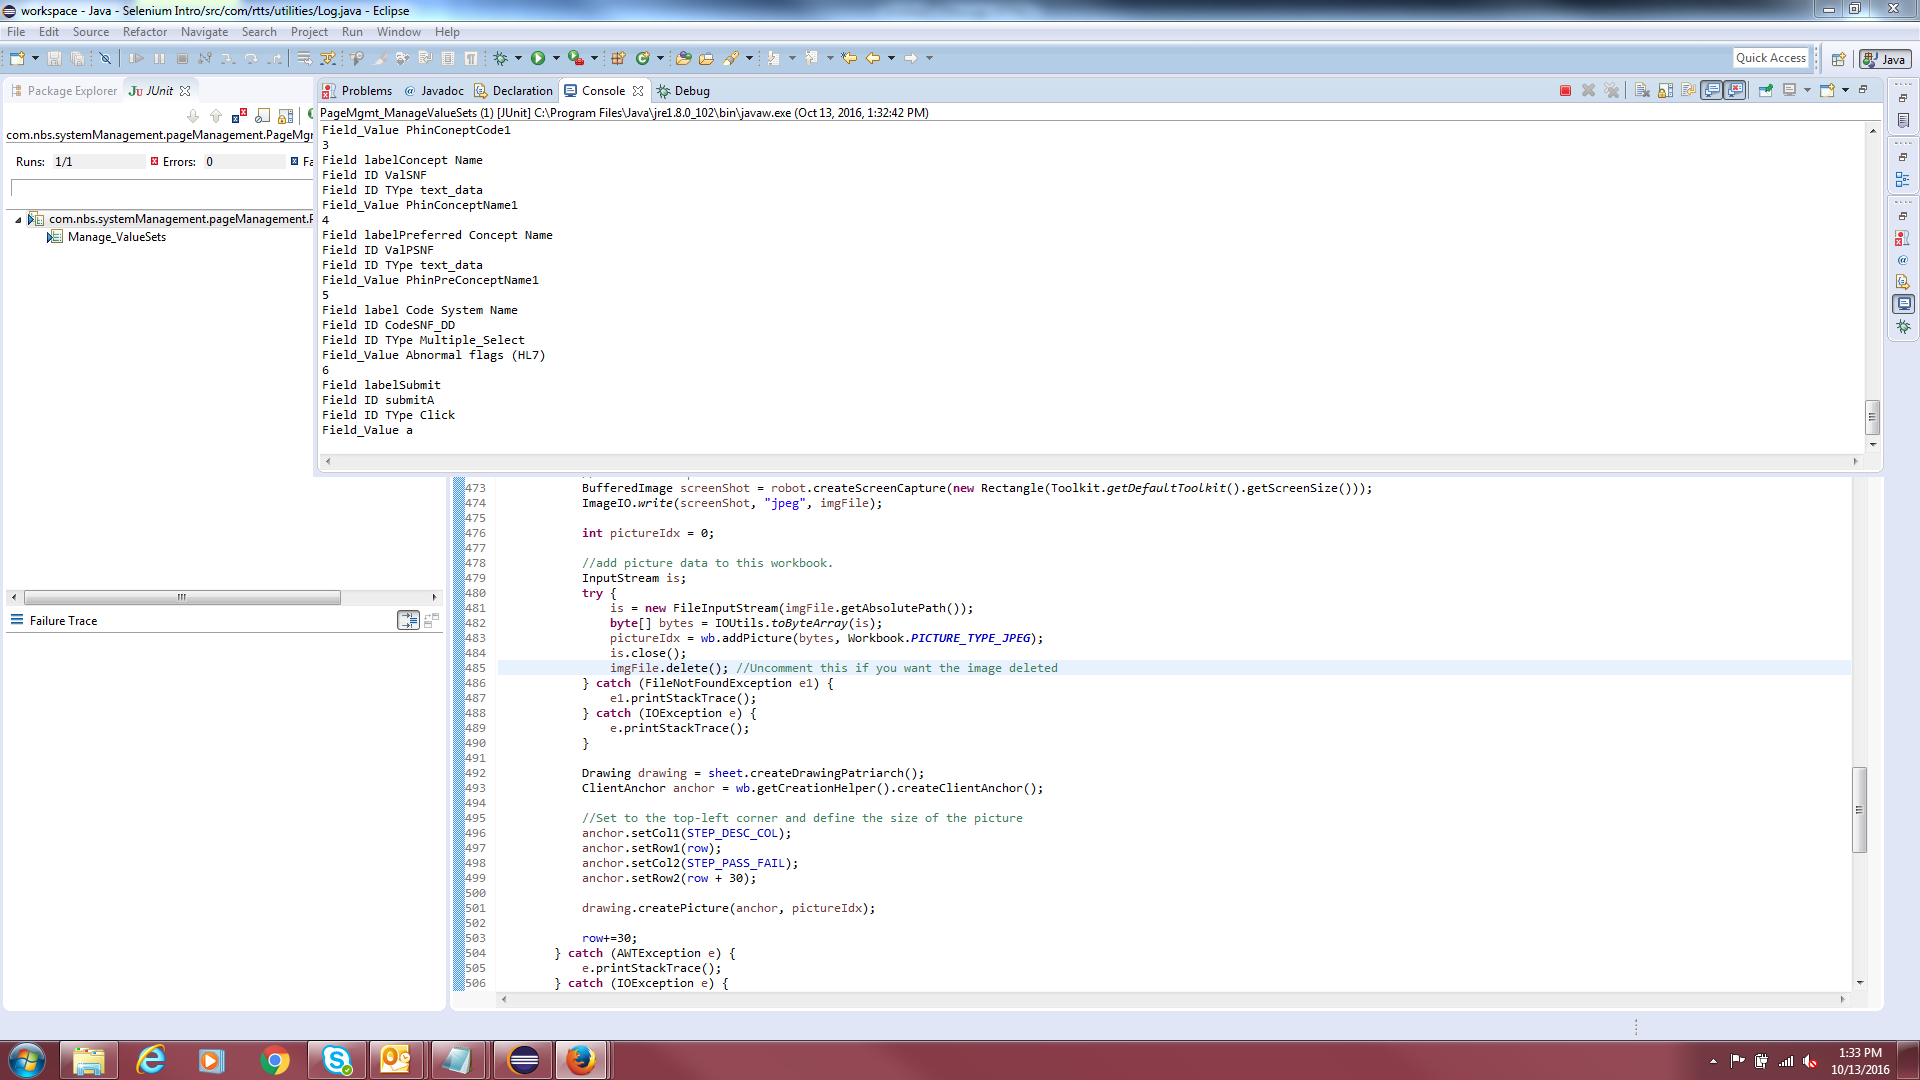 workspace - Java - Selenium Intro/src/com/rtts/utilities/Log.java - Eclipse
File Edit Source Refactor Navigate Search Project Run Window Help
Quick Access
Java
Package Explorer
JUnit
Problems
Javadoc
Declaration
Console
Debug
com.nbs.systemManagement.pageManagement.PageMgm
Runs: 1/1
Errors: 0
Fa
com.nbs.systemManagement.pageManagement.P
Manage_ValueSets
Failure Trace
PageMgmt_ManageValueSets (1) [JUnit] C:\Program Files\Java\jre1.8.0_102\bin\javaw.exe (Oct 13, 2016, 1:32:42 PM)
Field_Value PhinConeptCode1
3
Field labelConcept Name
Field ID ValSNF
Field ID TYpe text_data
Field_Value PhinConceptName1
4
Field labelPreferred Concept Name
Field ID ValPSNF
Field ID TYpe text_data
Field_Value PhinPreConceptName1
5
Field label Code System Name
Field ID CodeSNF_DD
Field ID TYpe Multiple_Select
Field_Value Abnormal flags (HL7)
6
Field labelSubmit
Field ID submitA
Field ID TYpe Click
Field_Value a
473 BufferedImage screenShot = robot.createScreenCapture(new Rectangle(Toolkit.getDefaultToolkit().getScreenSize()));
474 ImageIO.write(screenShot, "jpeg", imgFile);
475
476 int pictureIdx = 0;
477
478 //add picture data to this workbook.
479 InputStream is;
480 try {
481 is = new FileInputStream(imgFile.getAbsolutePath());
482 byte[] bytes = IOUtils.toByteArray(is);
483 pictureIdx = wb.addPicture(bytes, Workbook.PICTURE_TYPE_JPEG);
484 is.close();
485 imgFile.delete(); //Uncomment this if you want the image deleted
486 } catch (FileNotFoundException e1) {
487 e1.printStackTrace();
488 } catch (IOException e) {
489 e.printStackTrace();
490 }
491
492 Drawing drawing = sheet.createDrawingPatriarch();
493 ClientAnchor anchor = wb.getCreationHelper().createClientAnchor();
494
495 //Set to the top-left corner and define the size of the picture
496 anchor.setCol1(STEP_DESC_COL);
497 anchor.setRow1(row);
498 anchor.setCol2(STEP_PASS_FAIL);
499 anchor.setRow2(row + 30);
500
501 drawing.createPicture(anchor, pictureIdx);
502
503 row+=30;
504 } catch (AWTException e) {
505 e.printStackTrace();
506 } catch (IOException e) {
1:33 PM
10/13/2016